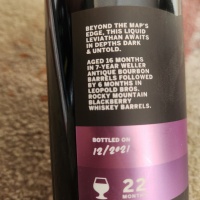 BEYOND THE MAP'S
EDGE, THIS LIQUID
LEVIATHAN AWAITS
IN DEPTHS DARK
& UNTOLD.
AGED 16 MONTHS
IN 7-YEAR WELLER
ANTIQUE BOURBON
BARRELS FOLLOWED
BY 6 MONTHS IN
LEOPOLD BROS.
ROCKY MOUNTAIN
BLACKBERRY
WHISKEY BARRELS.
BOTTLED ON
12/2021
22
MONTHS